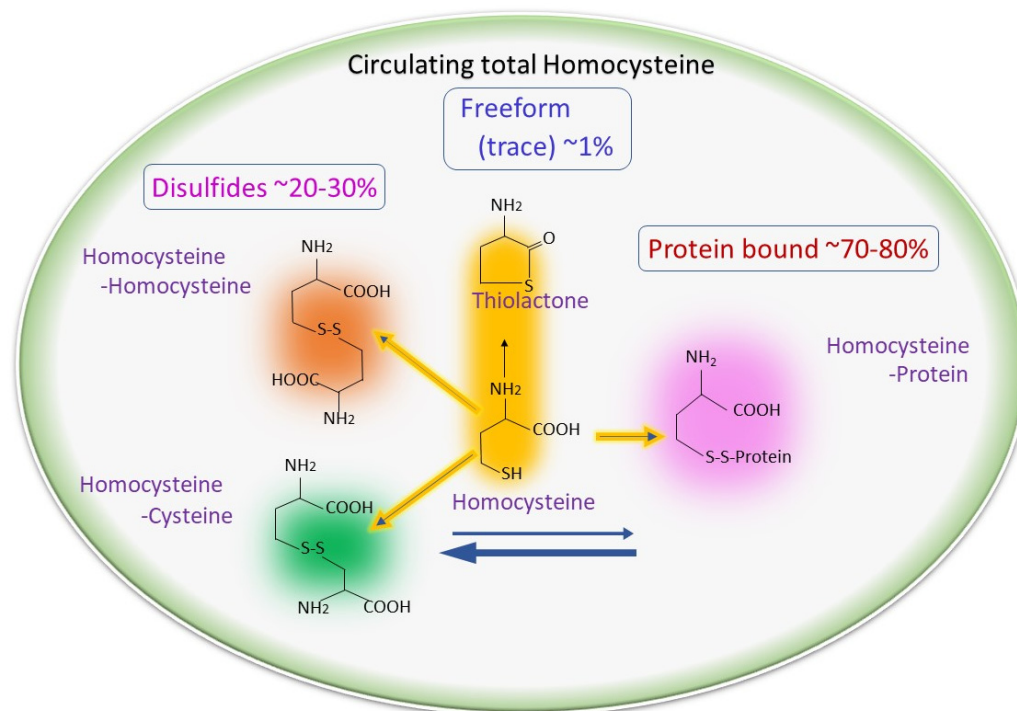 Circulating total Homocysteine
Freeform
(trace) ~1%
Disulfides ~20-30%
Protein bound ~70-80%
Homocysteine
-Homocysteine
NH2
COOH
S-S
HOOC
NH2
NH2
O
S
Thiolactone
NH2
COOH
SH
Homocysteine
Homocysteine
-Protein
NH2
COOH
S-S-Protein
Homocysteine
-Cysteine
NH2
COOH
S-S
NH2
COOH